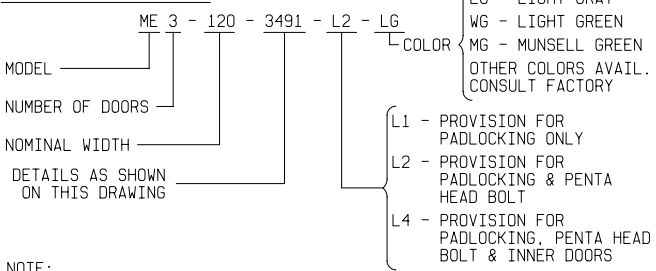 ME 3 - 120 - 3491 - L2 - LG
COLOR
LG - LIGHT GRAY
WG - LIGHT GREEN
MG - MUNSELL GREEN
OTHER COLORS AVAIL.
CONSULT FACTORY
MODEL
NUMBER OF DOORS
NOMINAL WIDTH
DETAILS AS SHOWN
ON THIS DRAWING
L1 - PROVISION FOR
PADLOCKING ONLY
L2 - PROVISION FOR
PADLOCKING & PENTA
HEAD BOLT
L4 - PROVISION FOR
PADLOCKING, PENTA HEAD
BOLT & INNER DOORS
NOTE: